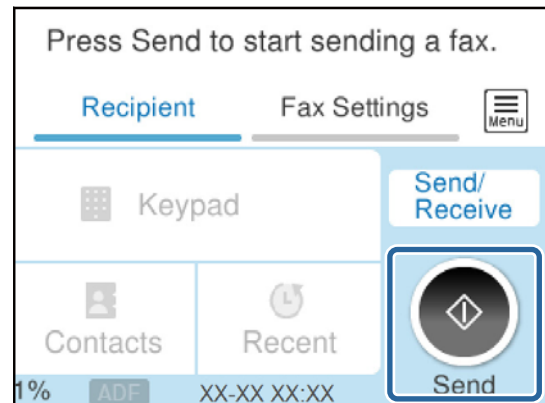 Press Send to start sending a fax.
Recipient Fax Settings Menu
Keypad
Send/
Receive
Contacts Recent
Send
1% ADF XX-XX XX:XX